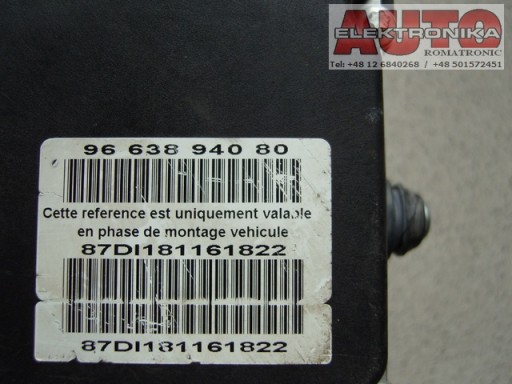 AUTO
ELEKTRONIKA
ROMATRONIC
Tel: +48 12 6840268 / +48 501572451
96 638 940 80
Cette reference est uniquement valable
en phase de montage vehicule
87DI181161822
87DI181161822